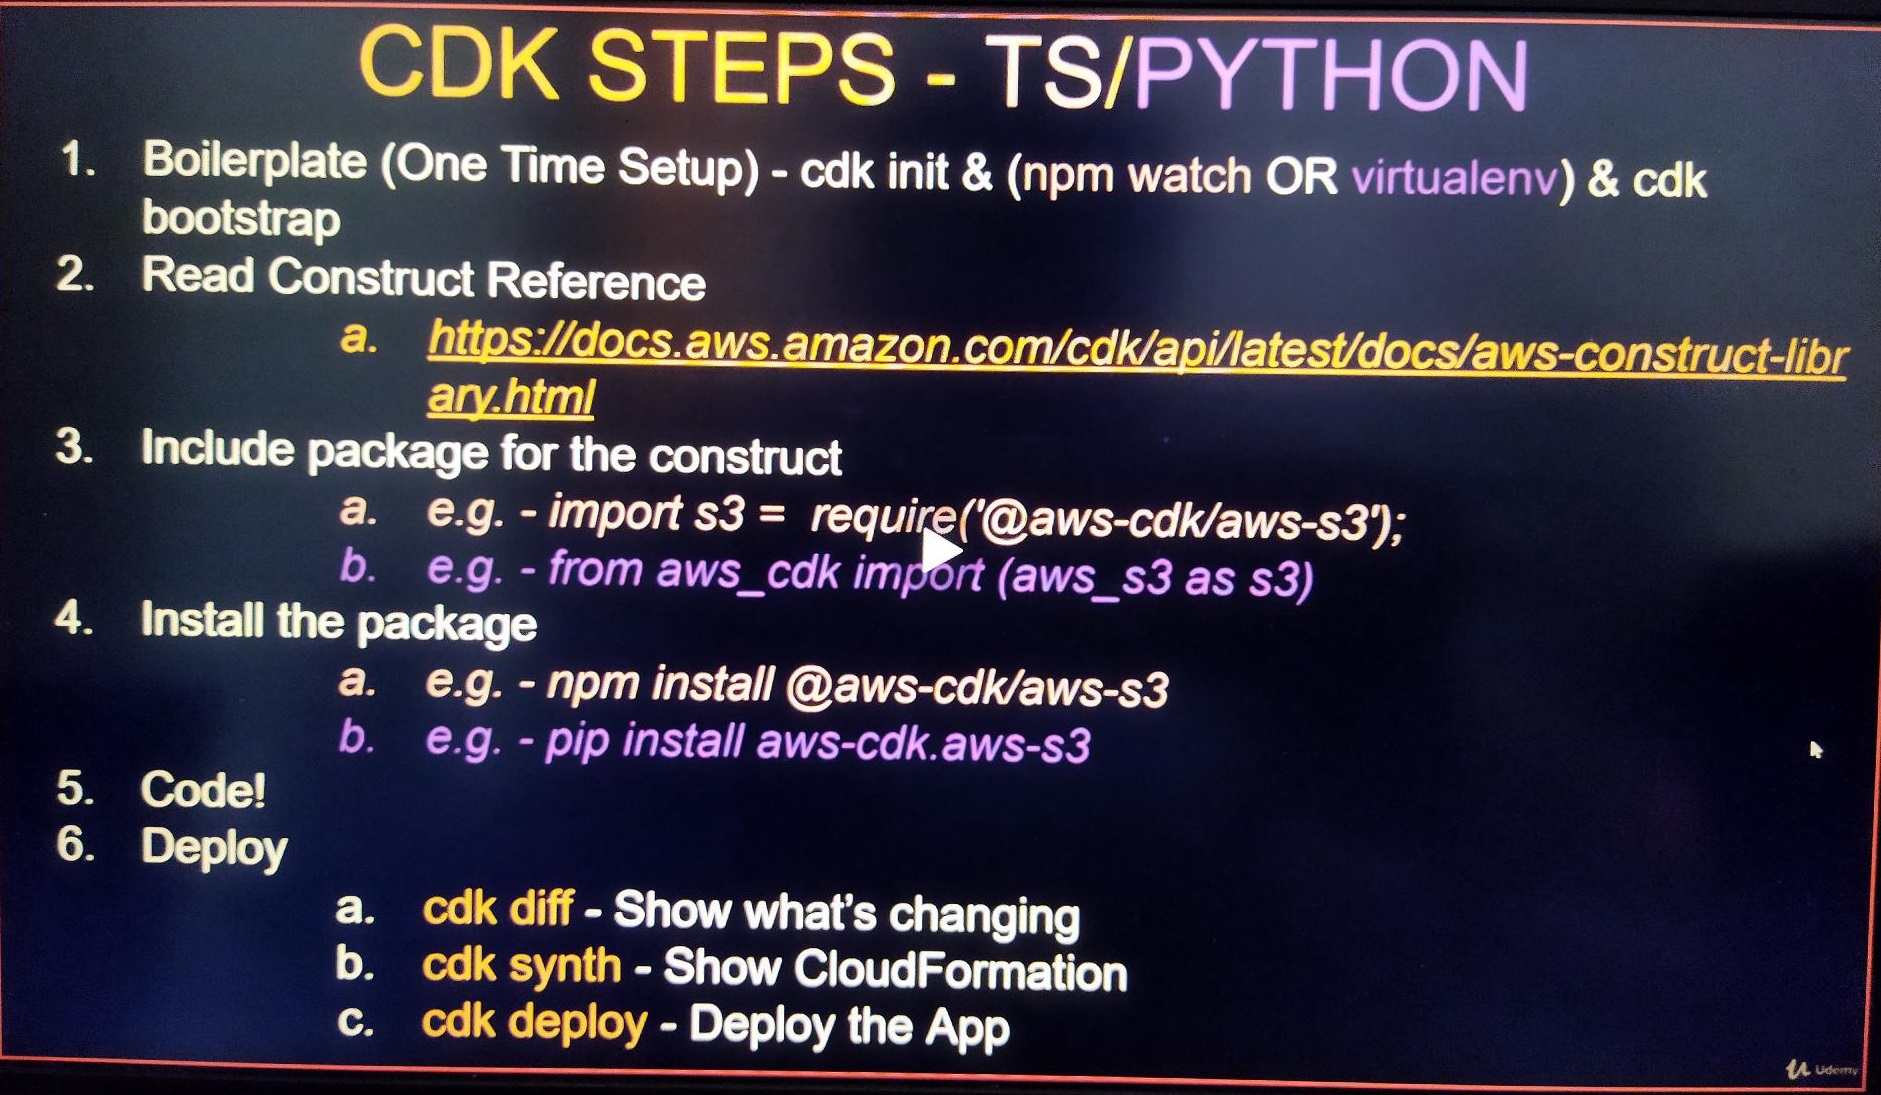 CDK STEPS - TS/PYTHON
1. Boilerplate (One Time Setup) - cdk init & (npm watch OR virtualenv) & cdk
bootstrap
2. Read Construct Reference
a. https://docs.aws.amazon.com/cdk/api/latest/docs/aws-construct-libr
ary.html
3. Include package for the construct
a. e.g. - import s3 = require('@aws-cdk/aws-s3');
b. e.g. - from aws_cdk import (aws_s3 as s3)
4. Install the package
a. e.g. - npm install @aws-cdk/aws-s3
b. e.g. - pip install aws-cdk.aws-s3
5. Code!
6. Deploy
a. cdk diff - Show what's changing
b. cdk synth - Show CloudFormation
c. cdk deploy - Deploy the App
Udemy